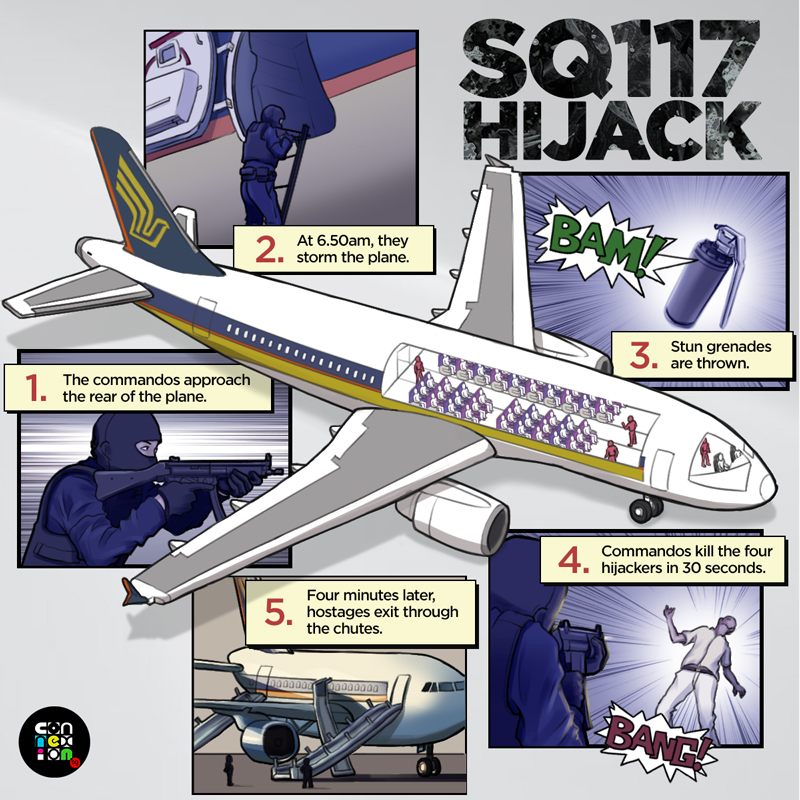 SQ117
HIJACK
1. The commandos approach
the rear of the plane.
2. At 6.50am, they
storm the plane.
BAM!
3. Stun grenades
are thrown.
4. Commandos kill the four
hijackers in 30 seconds.
BANG!
5. Four minutes later,
hostages exit through
the chutes.
con
nex
ion